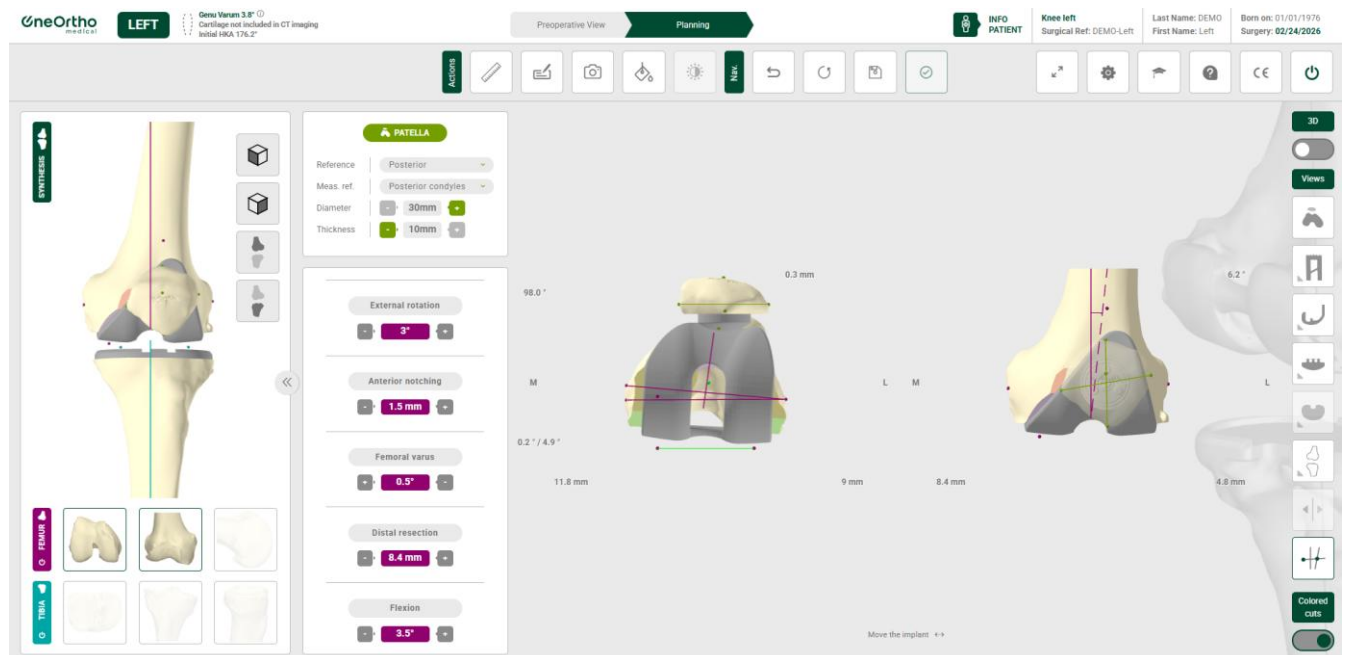 OneOrtho
medical
LEFT
Genu Varum 3.8° ⓘ
Cartilage not included in CT imaging
Initial HKA 176.2°
Preoperative View
Planning
INFO
PATIENT
Knee left
Surgical Ref: DEMO-Left
Last Name: DEMO
First Name: Left
Born on: 01/01/1976
Surgery: 02/24/2026
Actions
Nav.
CE
SYNTHESIS
PATELLA
Reference Posterior
Meas. ref. Posterior condyles
Diameter - 30mm +
Thickness - 10mm +
External rotation
- 3° +
Anterior notching
- 1.5 mm +
Femoral varus
+ 0.5° -
Distal resection
- 8.4 mm +
Flexion
- 3.5° +
FEMUR
TIBIA
0.3 mm
98.0 °
M
L
0.2 ° / 4.9 °
11.8 mm
9 mm
6.2 °
M
L
8.4 mm
4.8 mm
Move the implant
3D
Views
Colored
cuts